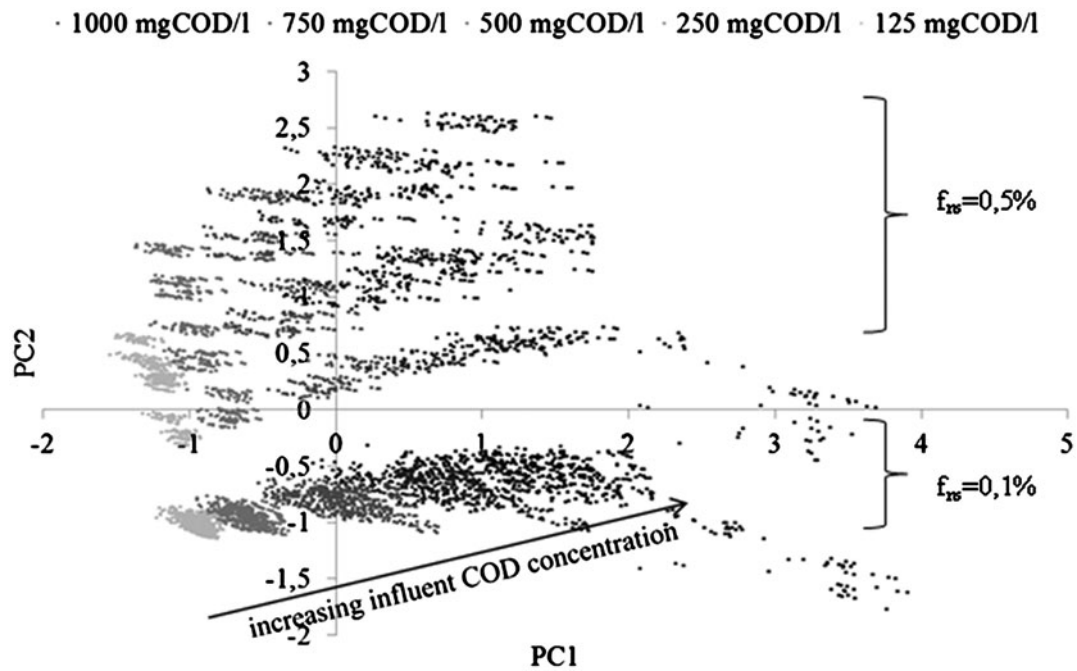 · 1000 mgCOD/l · 750 mgCOD/l · 500 mgCOD/l · 250 mgCOD/l · 125 mgCOD/l
3
2,5
2
1,5
1
0,5
0
-0,5
-1
-1,5
-2
PC2
-2 -1 0 1 2 3 4 5
PC1
frs=0,5%
frs=0,1%
increasing influent COD concentration